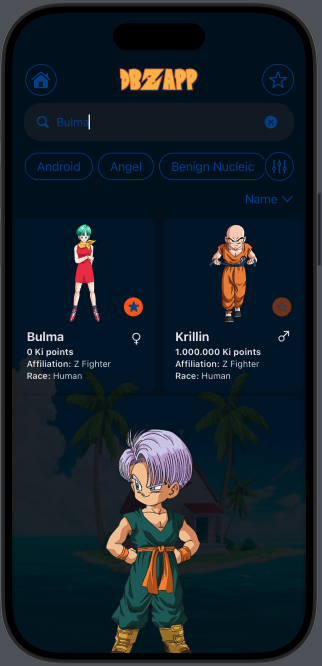 DBZAPP
Bulma
Android
Angel
Benign Nucleic
Name
Bulma ♀
0 Ki points
Affiliation: Z Fighter
Race: Human
Krillin ♂
1.000.000 Ki points
Affiliation: Z Fighter
Race: Human